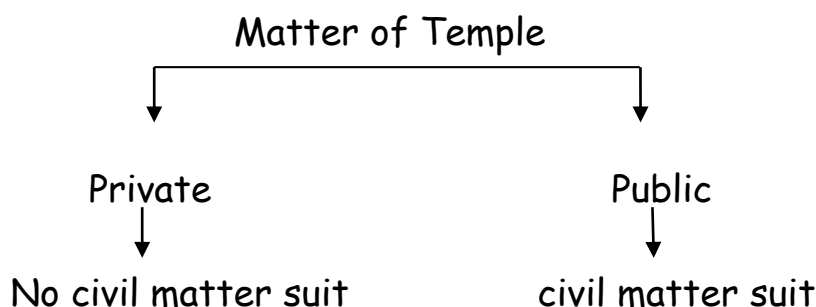 Matter of Temple
Private Public
No civil matter suit civil matter suit